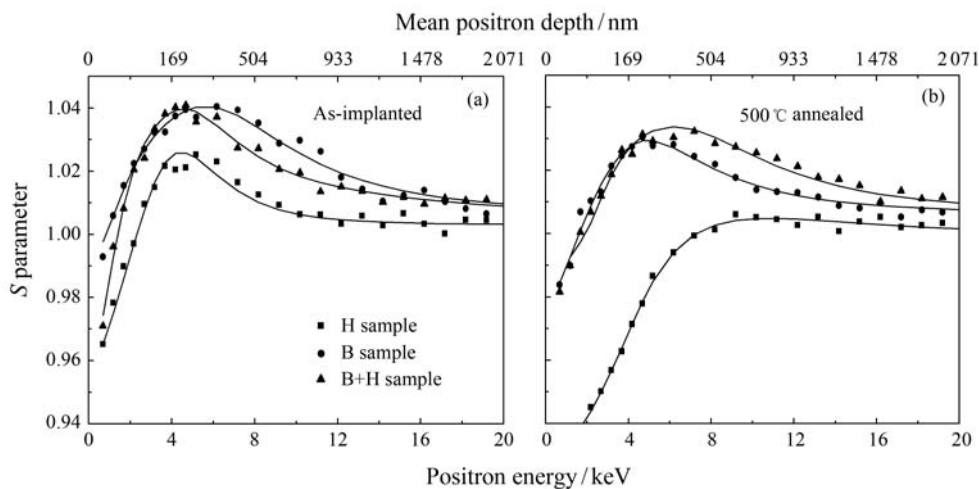 Mean positron depth / nm
0 169 504 933 1 478 2 071
0 169 504 933 1 478 2 071
(a)
As-implanted
(b)
500 ℃ annealed
1.04
1.02
1.00
0.98
0.96
0.94
S parameter
H sample
B sample
B+H sample
0 4 8 12 16 20
0 4 8 12 16 20
Positron energy / keV